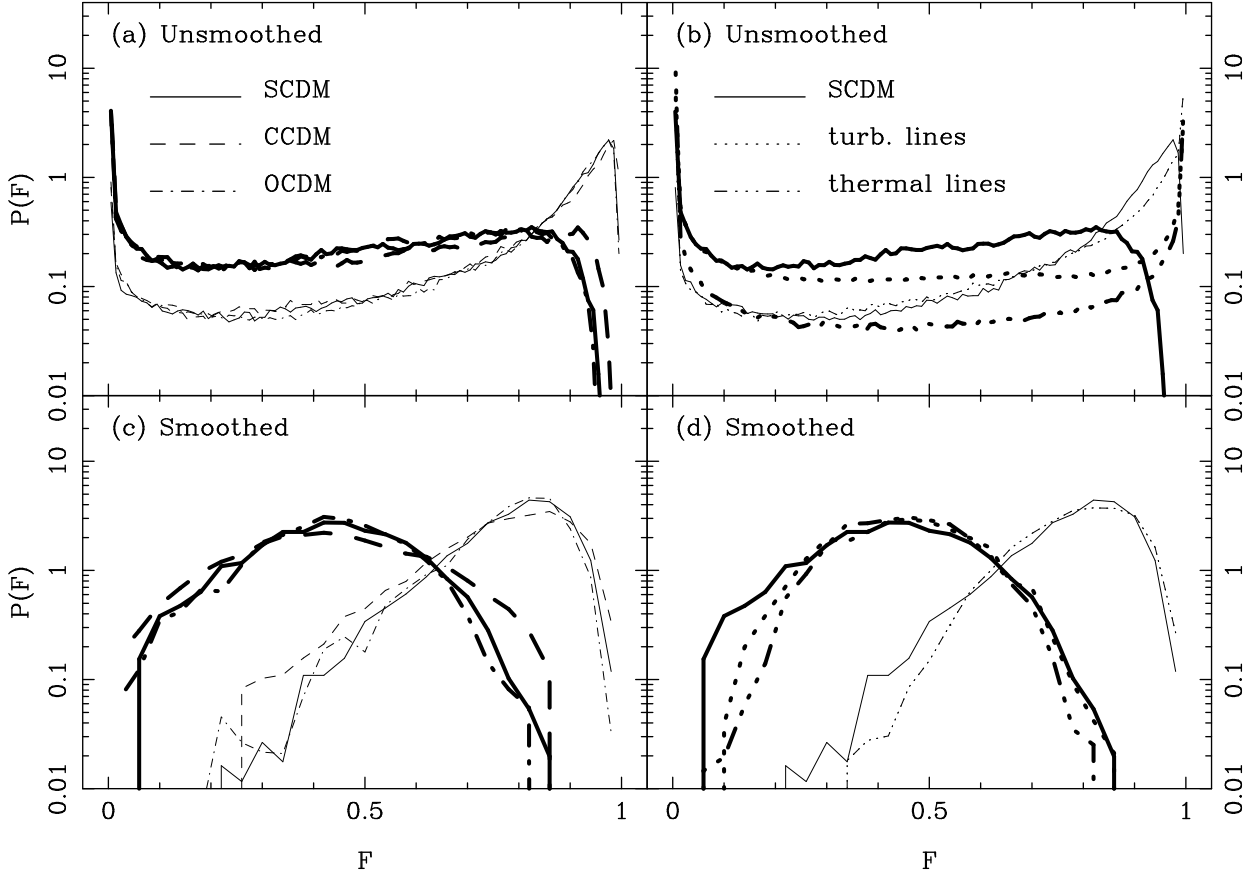 (a) Unsmoothed
(b) Unsmoothed
SCDM
CCDM
OCDM
SCDM
turb. lines
thermal lines
P(F)
10
1
0.1
0.01
10
1
0.1
0.01
(c) Smoothed
(d) Smoothed
P(F)
10
1
0.1
0.01
10
1
0.1
0.01
0
0.5
1
0
0.5
1
F
F